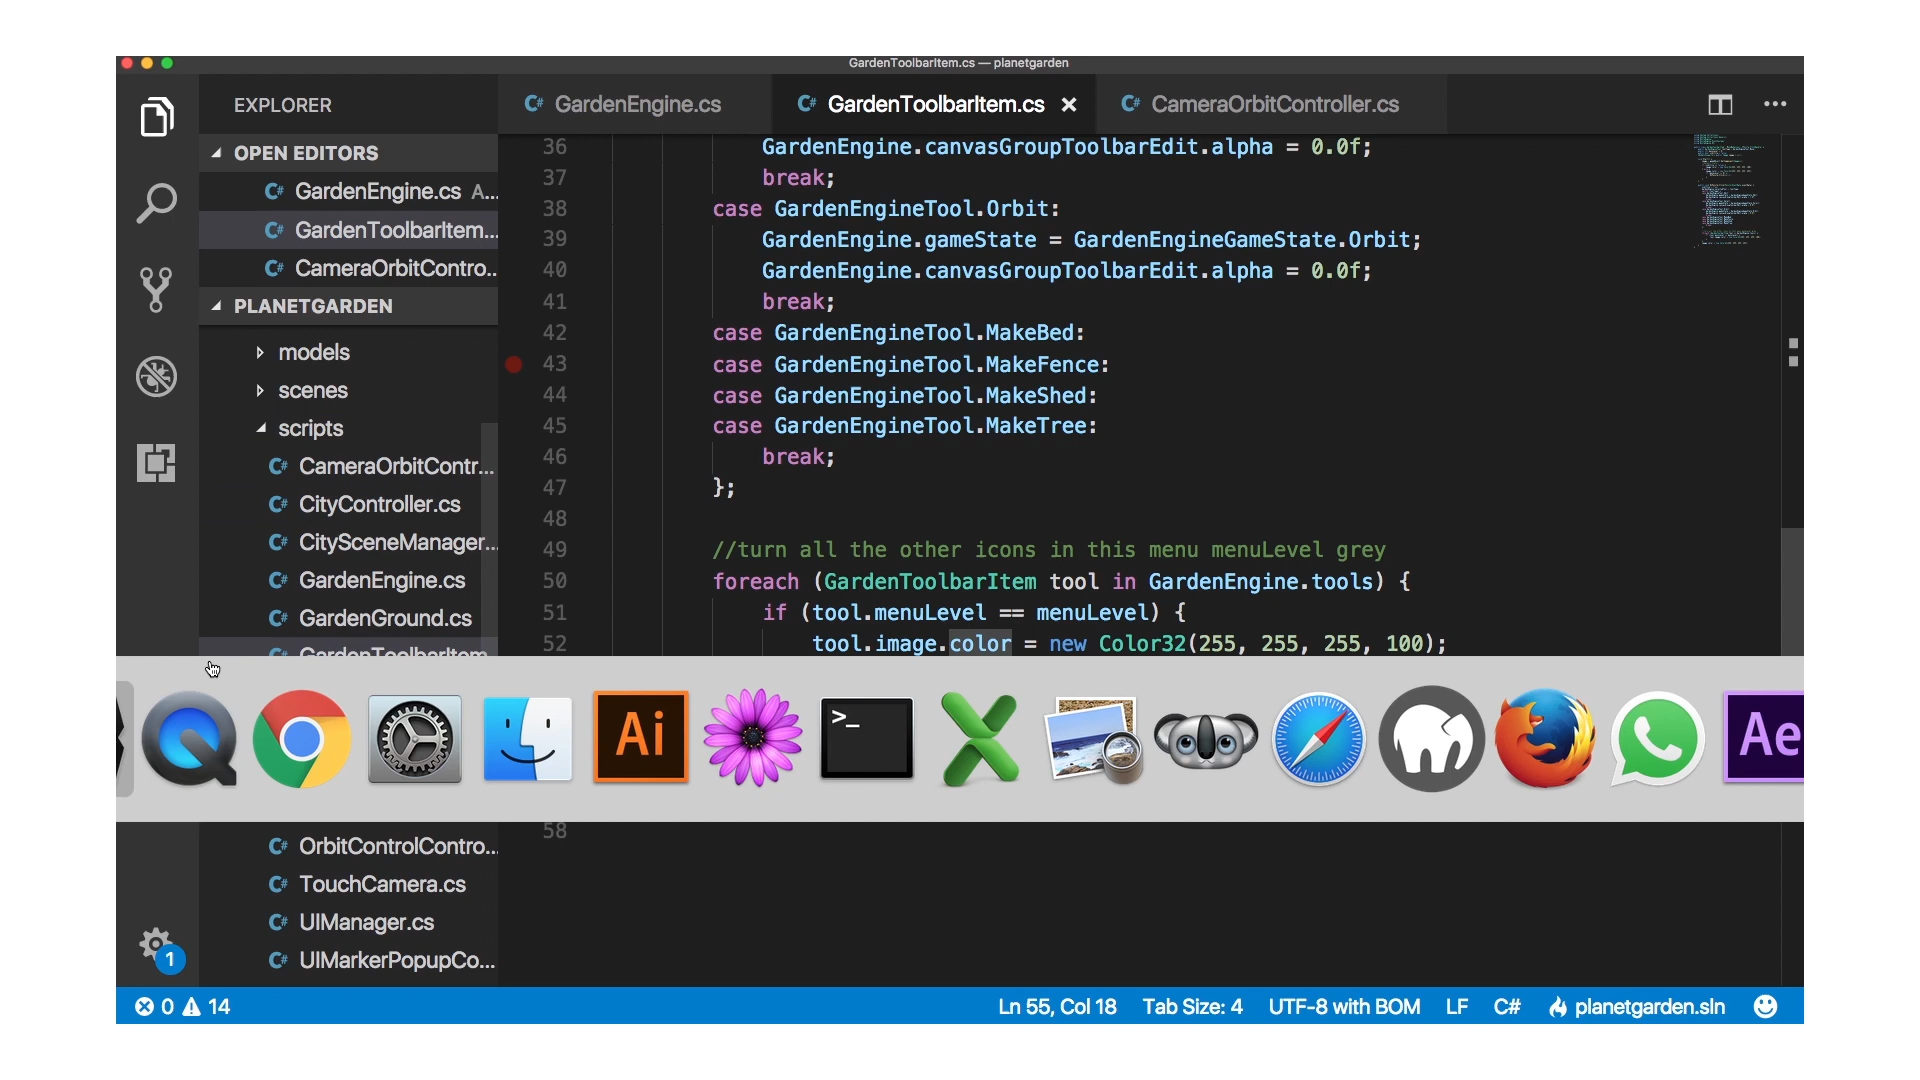 GardenToolbarItem.cs — planetgarden
EXPLORER
OPEN EDITORS
GardenEngine.cs A...
GardenToolbarItem...
CameraOrbitContro...
PLANETGARDEN
models
scenes
scripts
C# CameraOrbitContr...
C# CityController.cs
C# CitySceneManager...
C# GardenEngine.cs
C# GardenGround.cs
C# GardenToolbarItem
C# OrbitControlContro...
C# TouchCamera.cs
C# UIManager.cs
C# UIMarkerPopupCo...
1
C# GardenEngine.cs
C# GardenToolbarItem.cs
C# CameraOrbitController.cs
36 GardenEngine.canvasGroupToolbarEdit.alpha = 0.0f;
37 break;
38 case GardenEngineTool.Orbit:
39 GardenEngine.gameState = GardenEngineGameState.Orbit;
40 GardenEngine.canvasGroupToolbarEdit.alpha = 0.0f;
41 break;
42 case GardenEngineTool.MakeBed:
43 case GardenEngineTool.MakeFence:
44 case GardenEngineTool.MakeShed:
45 case GardenEngineTool.MakeTree:
46 break;
47 };
48
49 //turn all the other icons in this menu menuLevel grey
50 foreach (GardenToolbarItem tool in GardenEngine.tools) {
51 if (tool.menuLevel == menuLevel) {
52 tool.image.color = new Color32(255, 255, 255, 100);
Ai
>_
Ae
58
0 14
Ln 55, Col 18 Tab Size: 4 UTF-8 with BOM LF C# planetgarden.sln